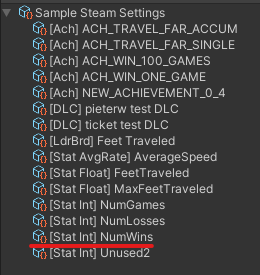 Sample Steam Settings
[Ach] ACH_TRAVEL_FAR_ACCUM
[Ach] ACH_TRAVEL_FAR_SINGLE
[Ach] ACH_WIN_100_GAMES
[Ach] ACH_WIN_ONE_GAME
[Ach] NEW_ACHIEVEMENT_0_4
[DLC] pieterw test DLC
[DLC] ticket test DLC
[LdrBrd] Feet Traveled
[Stat AvgRate] AverageSpeed
[Stat Float] FeetTraveled
[Stat Float] MaxFeetTraveled
[Stat Int] NumGames
[Stat Int] NumLosses
[Stat Int] NumWins
[Stat Int] Unused2